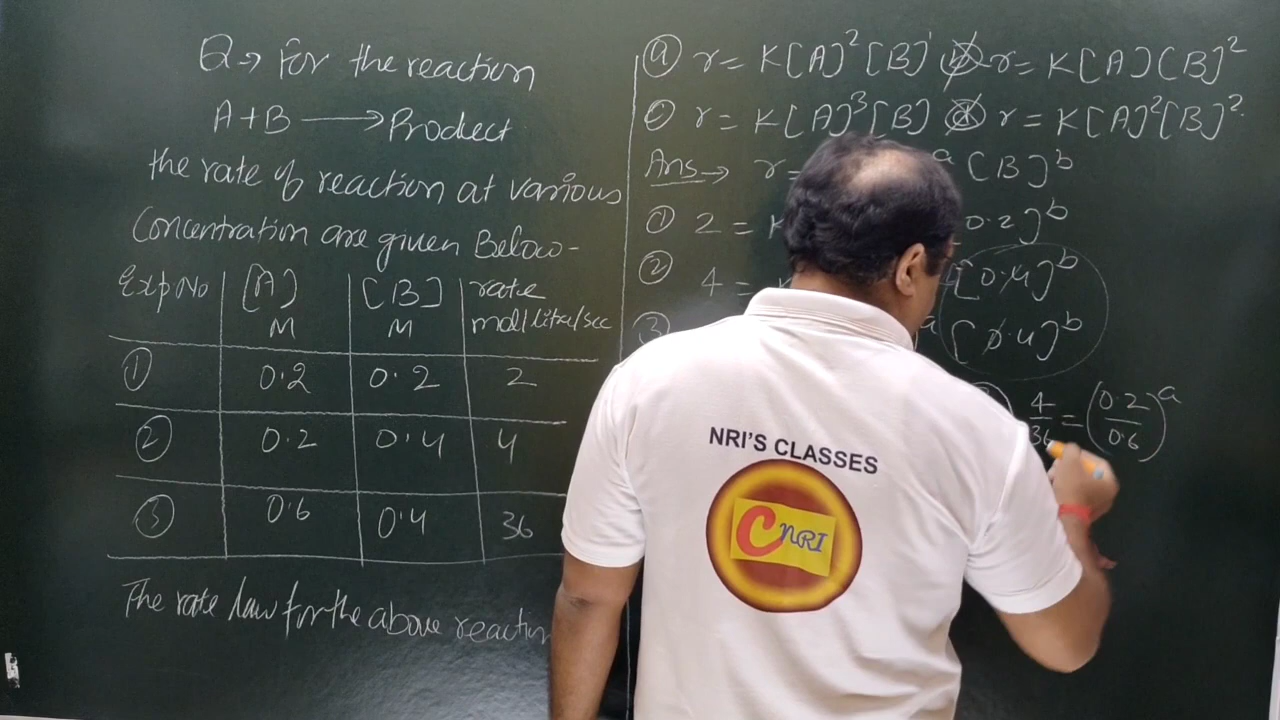 Q→ For the reaction
A+B ⟶ Product
the rate of reaction at various
Concentration are given Below-
Exp No [A] M [B] M rate mol/litre/sec
① 0.2 0.2 2
② 0.2 0.4 4
③ 0.6 0.4 36
The rate law for the above reaction
ⓐ r = K[A]²[B]¹ ⓑ r = K[A][B]²
ⓒ r = K[A]³[B] ⓓ r = K[A]²[B]²
Ans→ r = a [B]ᵇ
① 2 = K 0.2]ᵇ
② 4 = [0.4]ᵇ
③ a [0.4]ᵇ
4/36 = (0.2/0.6)ᵃ
NRI'S CLASSES
C NRI